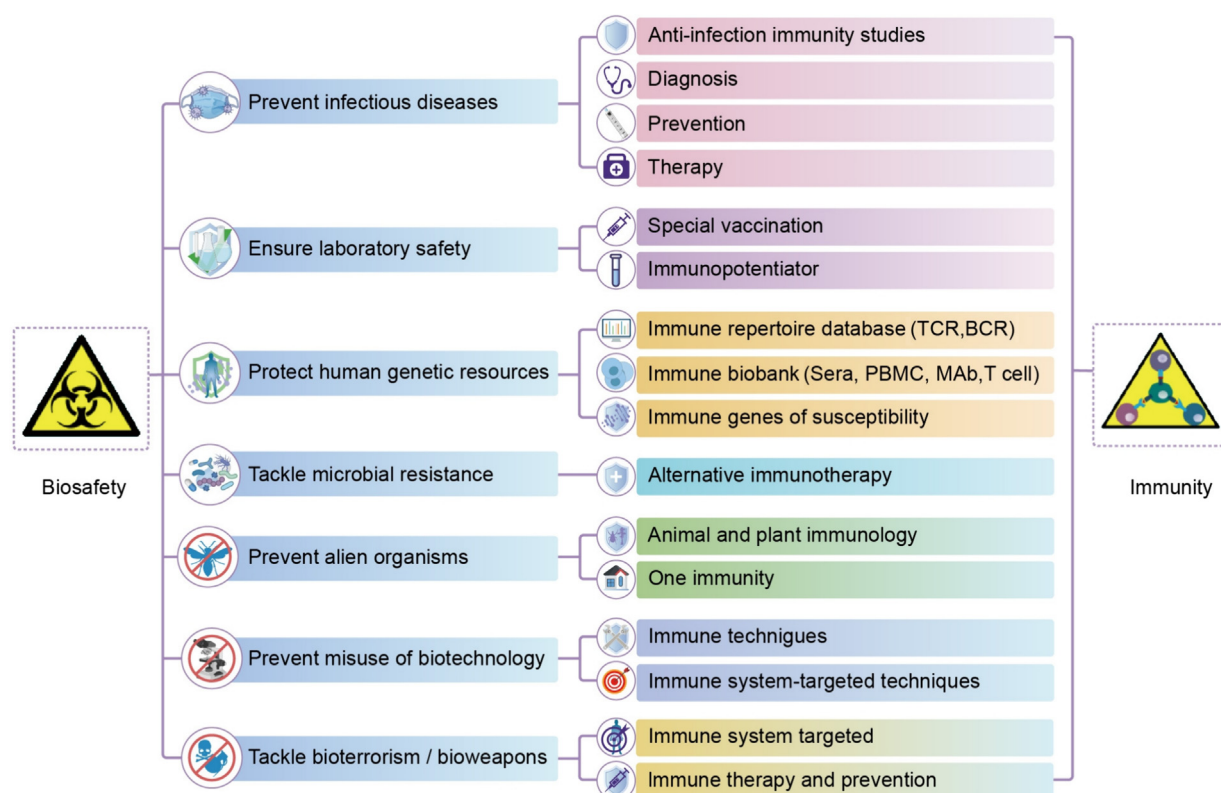 Prevent infectious diseases
Anti-infection immunity studies
Diagnosis
Prevention
Therapy
Ensure laboratory safety
Special vaccination
Immunopotentiator
Protect human genetic resources
Immune repertoire database (TCR,BCR)
Immune biobank (Sera, PBMC, MAb,T cell)
Immune genes of susceptibility
Biosafety
Tackle microbial resistance
Alternative immunotherapy
Immunity
Prevent alien organisms
Animal and plant immunology
One immunity
Prevent misuse of biotechnology
Immune technigues
Immune system-targeted techniques
Tackle bioterrorism / bioweapons
Immune system targeted
Immune therapy and prevention